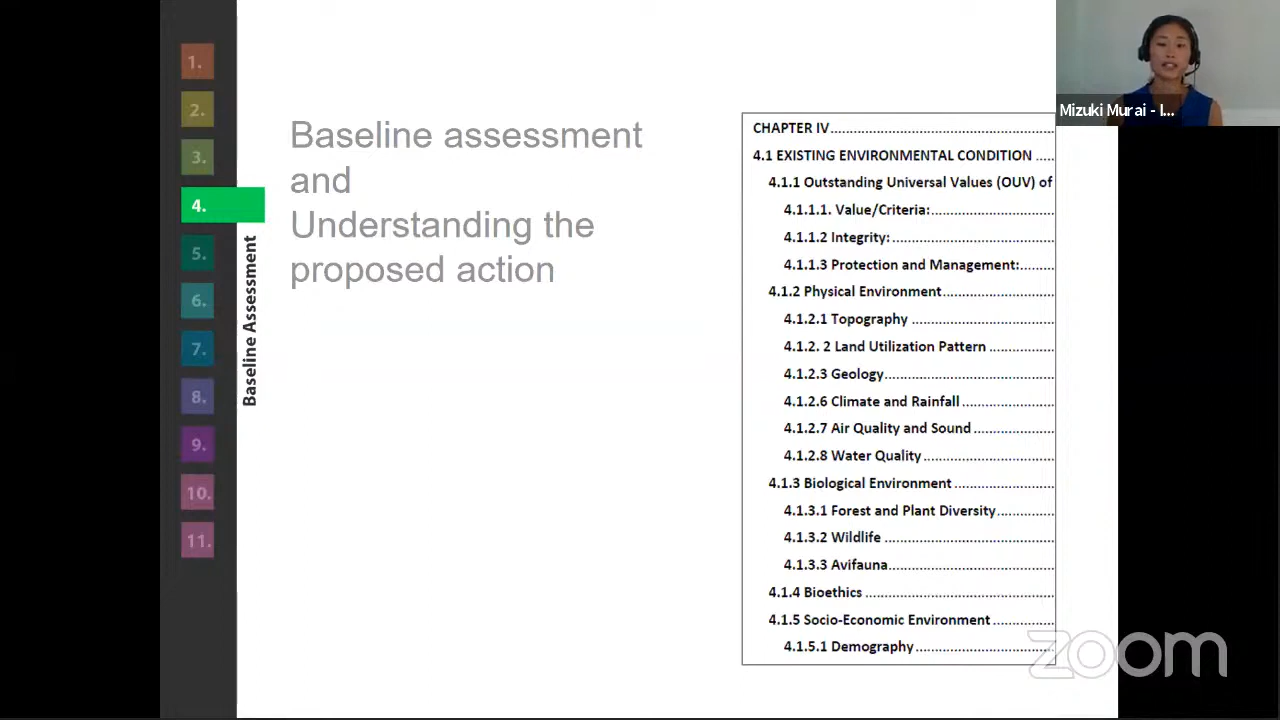 1.
2.
3.
4.
5.
6.
7.
8.
9.
10.
11.
Baseline Assessment
Baseline assessment
and
Understanding the
proposed action
CHAPTER IV
4.1 EXISTING ENVIRONMENTAL CONDITION
4.1.1 Outstanding Universal Values (OUV) of
4.1.1.1. Value/Criteria:
4.1.1.2 Integrity:
4.1.1.3 Protection and Management:
4.1.2 Physical Environment
4.1.2.1 Topography
4.1.2. 2 Land Utilization Pattern
4.1.2.3 Geology
4.1.2.6 Climate and Rainfall
4.1.2.7 Air Quality and Sound
4.1.2.8 Water Quality
4.1.3 Biological Environment
4.1.3.1 Forest and Plant Diversity
4.1.3.2 Wildlife
4.1.3.3 Avifauna
4.1.4 Bioethics
4.1.5 Socio-Economic Environment
4.1.5.1 Demography
Mizuki Murai - I...
zoom